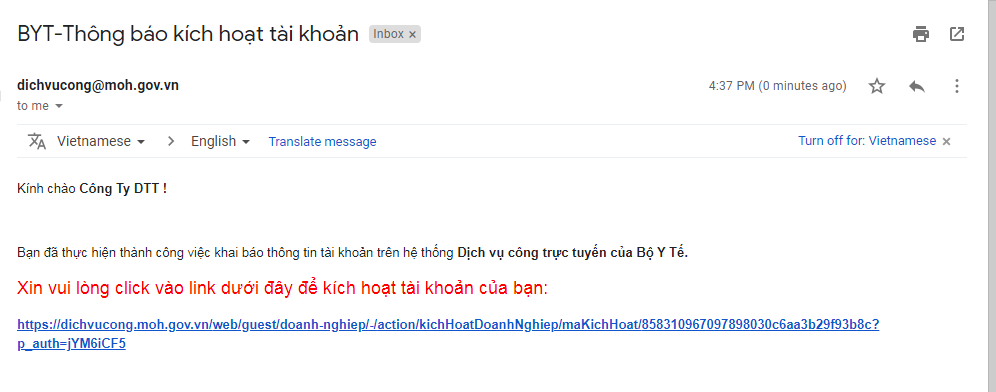 BYT-Thông báo kích hoạt tài khoản Inbox ×
dichvucong@moh.gov.vn 4:37 PM (0 minutes ago)
to me
Vietnamese > English Translate message Turn off for: Vietnamese ×
Kính chào Công Ty DTT !
Bạn đã thực hiện thành công việc khai báo thông tin tài khoản trên hệ thống Dịch vụ công trực tuyến của Bộ Y Tế.
Xin vui lòng click vào link dưới đây để kích hoạt tài khoản của bạn:
https://dichvucong.moh.gov.vn/web/guest/doanh-nghiep/-/action/kichHoatDoanhNghiep/maKichHoat/858310967097898030c6aa3b29f93b8c?
p_auth=jYM6iCF5